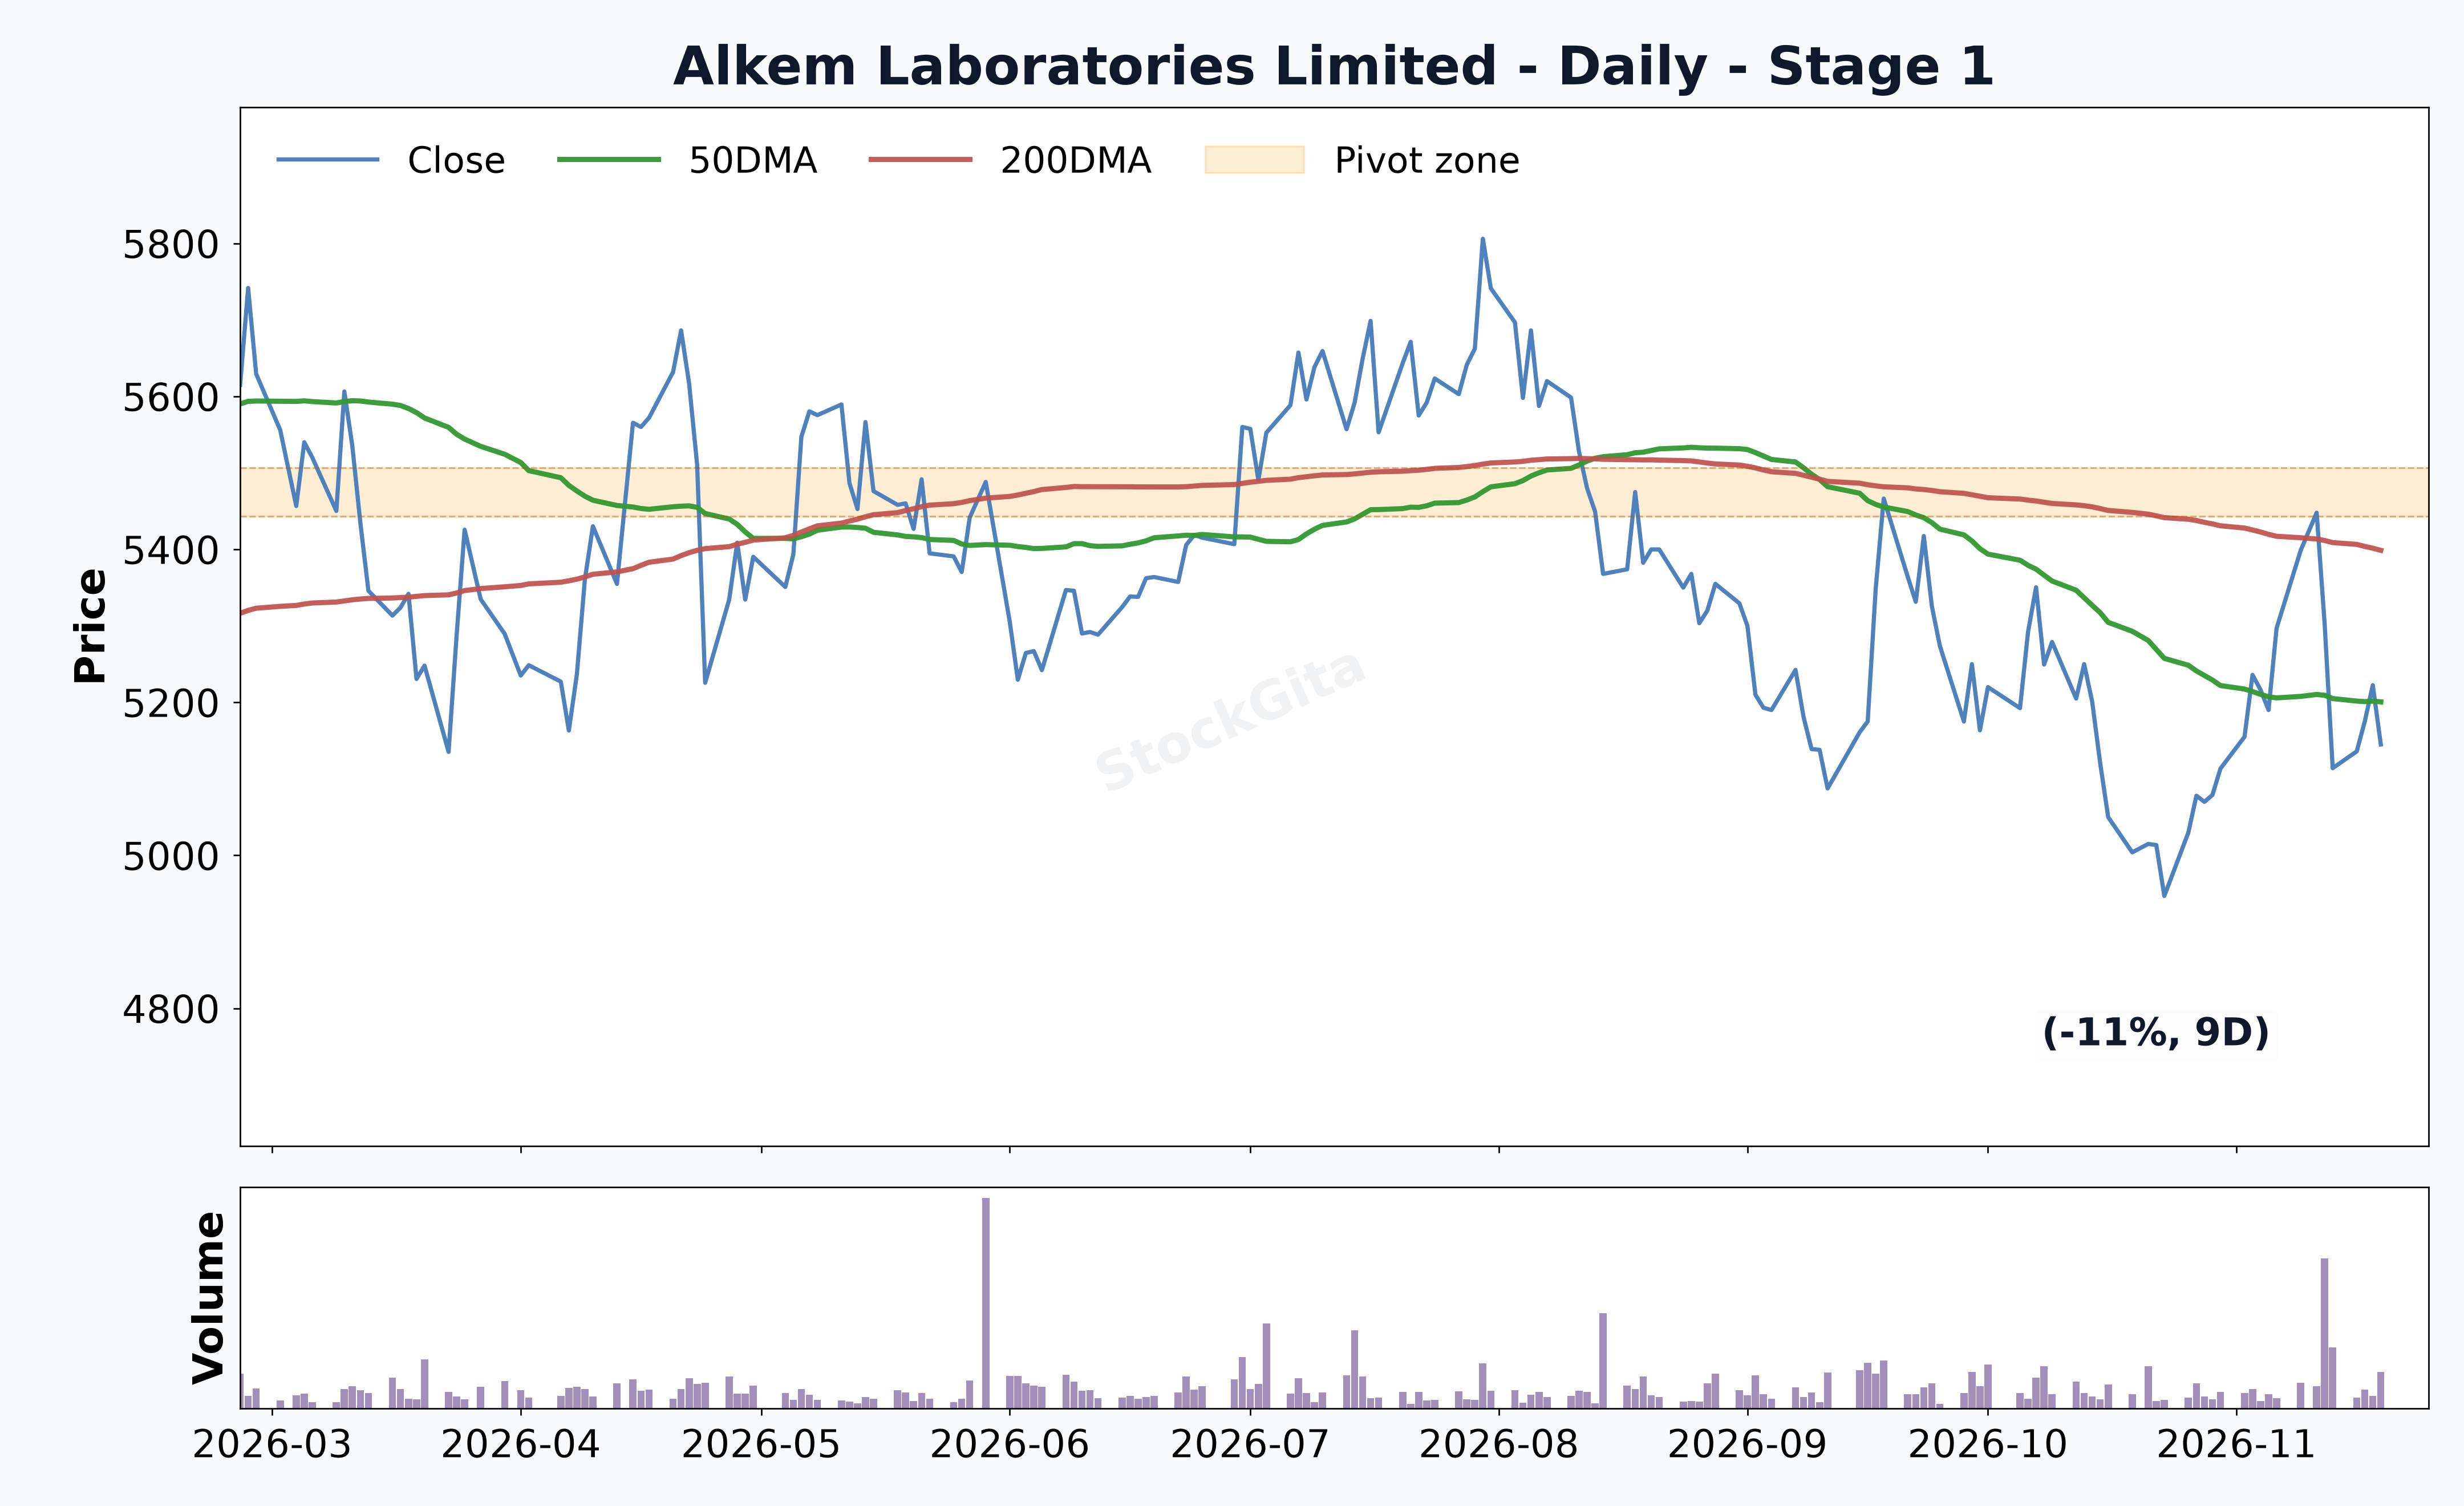 Alkem Laboratories Limited - Daily - Stage 1
Close 50DMA 200DMA Pivot zone
5800
5600
5400
5200
5000
4800
Price
StockGita
(-11%, 9D)
Volume
2026-03 2026-04 2026-05 2026-06 2026-07 2026-08 2026-09 2026-10 2026-11